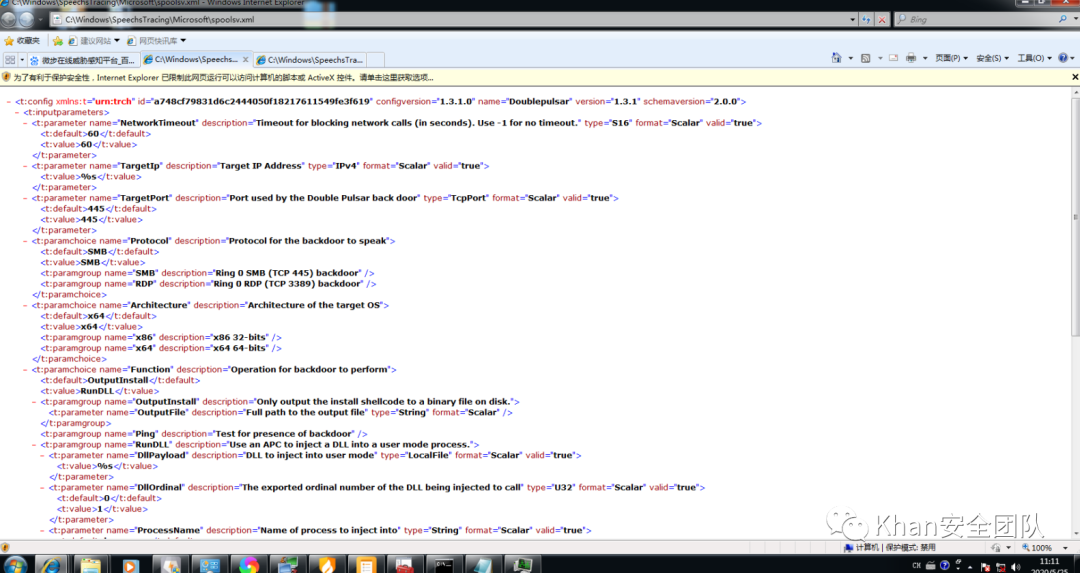 C:\Windows\SpeechsTracing\Microsoft\spoolsv.xml - Windows Internet Explorer
C:\Windows\SpeechsTracing\Microsoft\spoolsv.xml
Bing
收藏夹 建议网站 网页快讯库
微步在线威胁感知平台_百... C:\Windows\Speechs... C:\Windows\SpeechsTra...
页面(P) 安全(S) 工具(O)
为了有利于保护安全性，Internet Explorer 已限制此网页运行可以访问计算机的脚本或 ActiveX 控件。请单击这里获取选项...
- <t:config xmlns:t="urn:trch" id="a748cf79831d6c2444050f18217611549fe3f619" configversion="1.3.1.0" name="Doublepulsar" version="1.3.1" schemaversion="2.0.0">
- <t:inputparameters>
- <t:parameter name="NetworkTimeout" description="Timeout for blocking network calls (in seconds). Use -1 for no timeout." type="S16" format="Scalar" valid="true">
<t:default>60</t:default>
<t:value>60</t:value>
</t:parameter>
- <t:parameter name="TargetIp" description="Target IP Address" type="IPv4" format="Scalar" valid="true">
<t:value>%s</t:value>
</t:parameter>
- <t:parameter name="TargetPort" description="Port used by the Double Pulsar back door" type="TcpPort" format="Scalar" valid="true">
<t:default>445</t:default>
<t:value>445</t:value>
</t:parameter>
- <t:paramchoice name="Protocol" description="Protocol for the backdoor to speak">
<t:default>SMB</t:default>
<t:value>SMB</t:value>
<t:paramgroup name="SMB" description="Ring 0 SMB (TCP 445) backdoor" />
<t:paramgroup name="RDP" description="Ring 0 RDP (TCP 3389) backdoor" />
</t:paramchoice>
- <t:paramchoice name="Architecture" description="Architecture of the target OS">
<t:default>x64</t:default>
<t:value>x64</t:value>
<t:paramgroup name="x86" description="x86 32-bits" />
<t:paramgroup name="x64" description="x64 64-bits" />
</t:paramchoice>
- <t:paramchoice name="Function" description="Operation for backdoor to perform">
<t:default>OutputInstall</t:default>
<t:value>RunDLL</t:value>
- <t:paramgroup name="OutputInstall" description="Only output the install shellcode to a binary file on disk.">
<t:parameter name="OutputFile" description="Full path to the output file" type="String" format="Scalar" />
</t:paramgroup>
<t:paramgroup name="Ping" description="Test for presence of backdoor" />
- <t:paramgroup name="RunDLL" description="Use an APC to inject a DLL into a user mode process.">
- <t:parameter name="DllPayload" description="DLL to inject into user mode" type="LocalFile" format="Scalar" valid="true">
<t:value>%s</t:value>
</t:parameter>
- <t:parameter name="DllOrdinal" description="The exported ordinal number of the DLL being injected to call" type="U32" format="Scalar" valid="true">
<t:default>0</t:default>
<t:value>1</t:value>
</t:parameter>
- <t:parameter name="ProcessName" description="Name of process to inject into" type="String" format="Scalar" valid="true">
Khan安全团队
计算机 | 保护模式: 禁用 100%
CH 11:11
2020/5/25